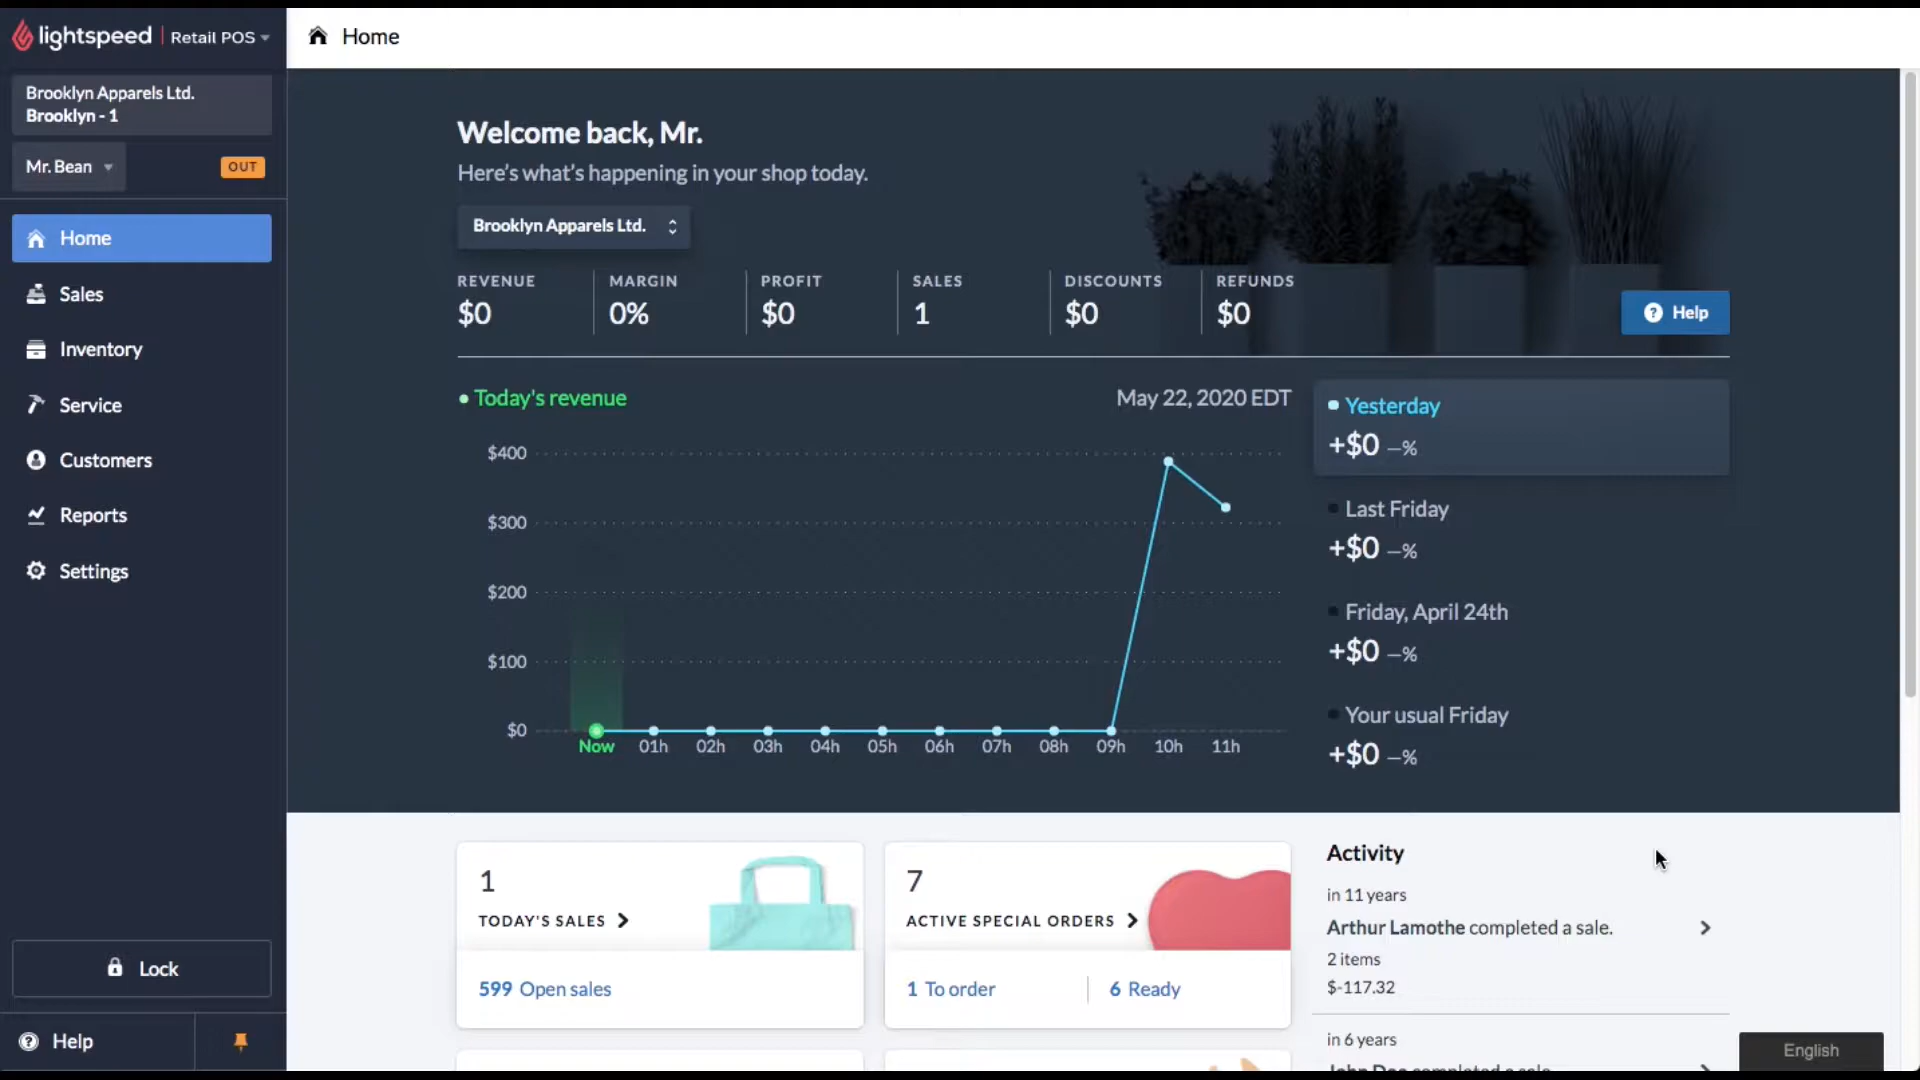 lightspeed Retail POS
Home
Brooklyn Apparels Ltd.
Brooklyn - 1
Mr. Bean
OUT
Home
Sales
Inventory
Service
Customers
Reports
Settings
Lock
Help
Welcome back, Mr.
Here's what's happening in your shop today.
Brooklyn Apparels Ltd.
REVENUE MARGIN PROFIT SALES DISCOUNTS REFUNDS
$0 0% $0 1 $0 $0
Help
Today's revenue
May 22, 2020 EDT
$400
$300
$200
$100
$0
Now 01h 02h 03h 04h 05h 06h 07h 08h 09h 10h 11h
Yesterday
+$0 –%
Last Friday
+$0 –%
Friday, April 24th
+$0 –%
Your usual Friday
+$0 –%
1
TODAY'S SALES
599 Open sales
7
ACTIVE SPECIAL ORDERS
1 To order
6 Ready
Activity
in 11 years
Arthur Lamothe completed a sale.
2 items
$-117.32
in 6 years
John Doe completed a sale.
English